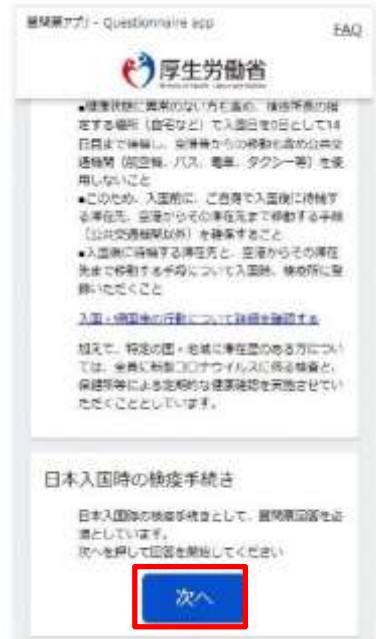 質問票アプリ - Questionnaire app
FAQ
厚生労働省
■健康状態に異常のない方も含め、検疫所長の指
定する場所（自宅など）で入国日を0日として14
日目まで待機し、空港等からの移動も含め公共交
通機関（航空機、バス、電車、タクシー等）を使
用しないこと
■このため、入国前に、ご自身で入国後に待機す
る滞在先、空港からその滞在先まで移動する手段
（公共交通機関以外）を確保すること
■入国後に待機する滞在先と、空港からその滞在
先まで移動する手段について入国時、検疫所に登
録いただくこと
入国・帰国後の行動について詳細を確認する
加えて、特定の国・地域に滞在歴のある方につい
ては、全員に新型コロナウイルスに係る検査と、
保健所等による定期的な健康確認を実施させてい
ただくこととしています。
日本入国時の検疫手続き
日本入国時の検疫手続きとして、質問票回答を必
須としています。
次へを押して回答を開始してください
次へ